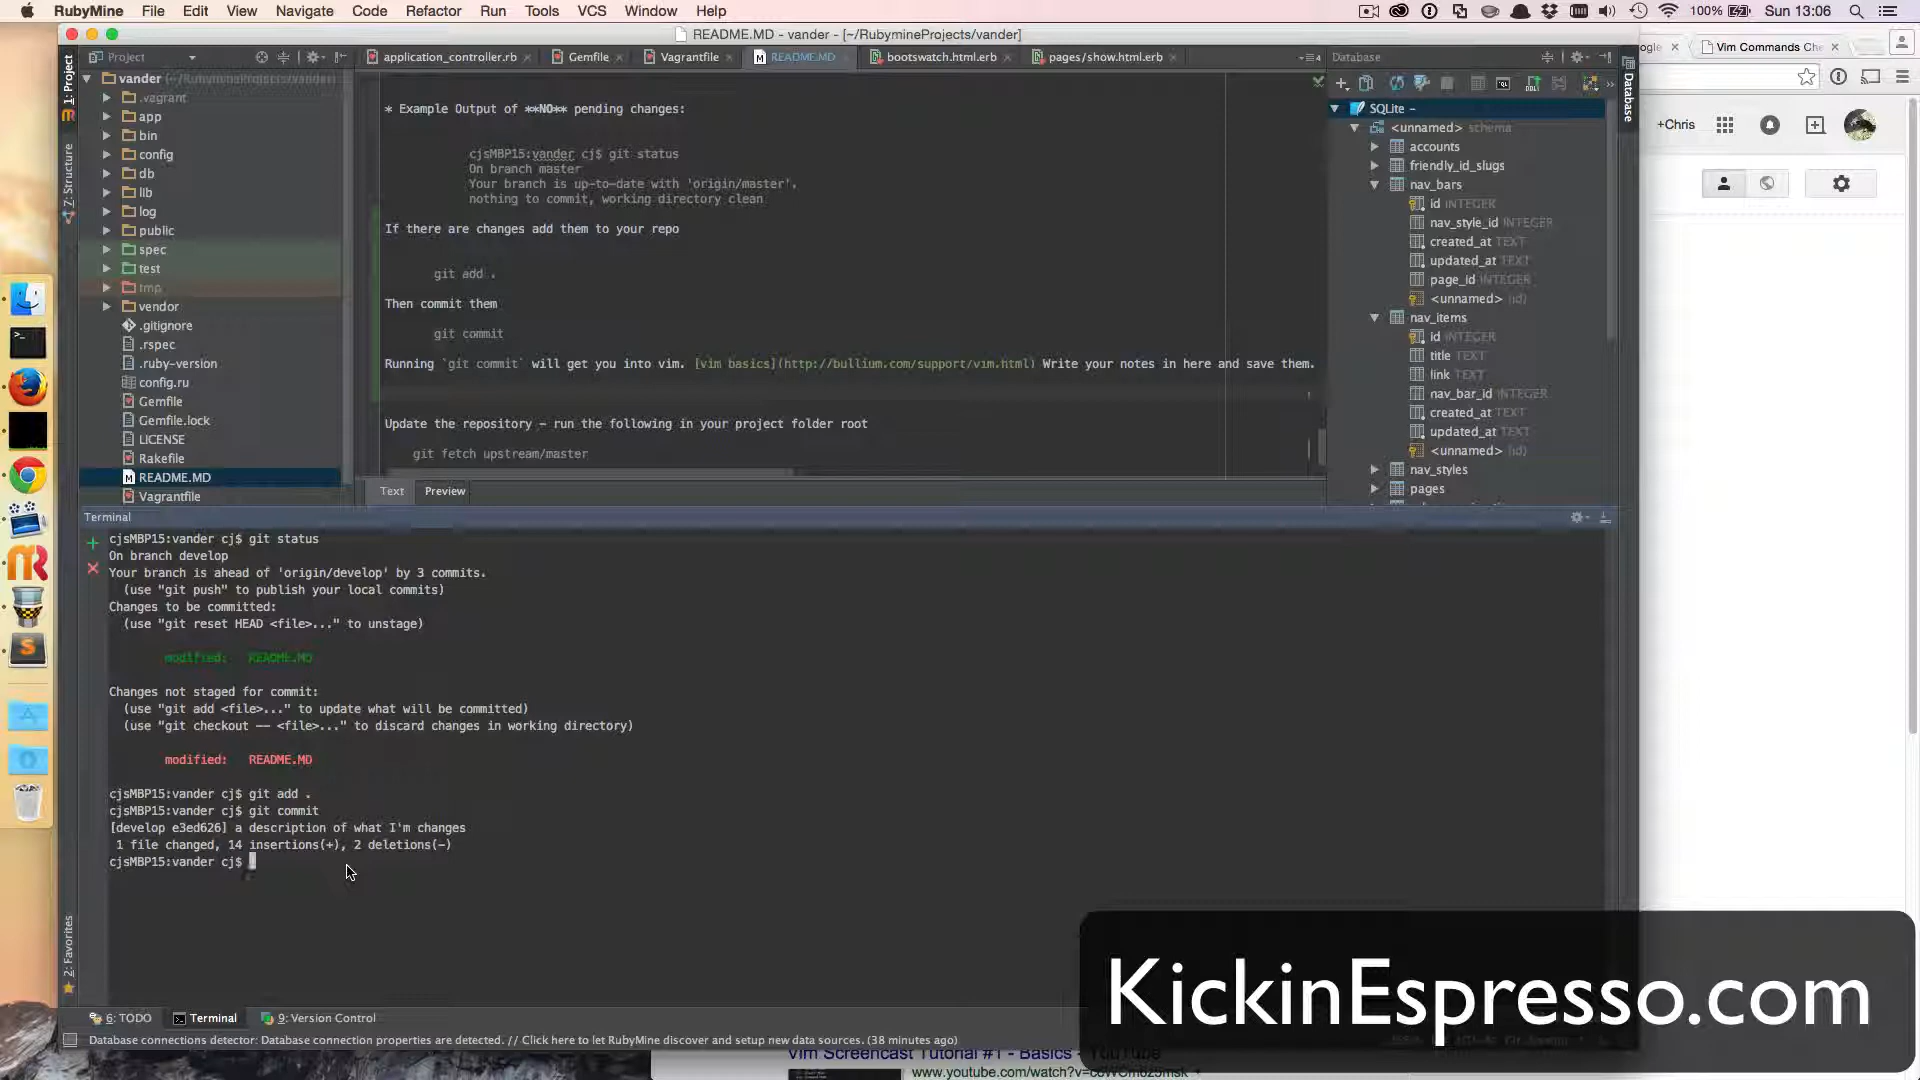 RubyMine File Edit View Navigate Code Refactor Run Tools VCS Window Help
100% Sun 13:06
README.MD - vander - [~/RubymineProjects/vander]
Vim Commands Che
1: Project
Project
application_controller.rb
Gemfile
Vagrantfile
README.MD
bootswatch.html.erb
pages/show.html.erb
Database
vander (~/RubymineProjects/vander)
.vagrant
app
bin
config
db
lib
log
public
spec
test
tmp
vendor
.gitignore
.rspec
.ruby-version
config.ru
Gemfile
Gemfile.lock
LICENSE
Rakefile
README.MD
Vagrantfile
7: Structure
* Example Output of **NO** pending changes:
cjsMBP15:vander cj$ git status
On branch master
Your branch is up-to-date with 'origin/master'.
nothing to commit, working directory clean
If there are changes add them to your repo
git add .
Then commit them
git commit
Running `git commit` will get you into vim. [vim basics](http://bullium.com/support/vim.html) Write your notes in here and save them.
Update the repository - run the following in your project folder root
git fetch upstream/master
Text Preview
SQLite -
<unnamed> schema
accounts
friendly_id_slugs
nav_bars
id INTEGER
nav_style_id INTEGER
created_at TEXT
updated_at TEXT
page_id INTEGER
<unnamed> (id)
nav_items
id INTEGER
title TEXT
link TEXT
nav_bar_id INTEGER
created_at TEXT
updated_at TEXT
<unnamed> (id)
nav_styles
pages
Database
+Chris
Terminal
cjsMBP15:vander cj$ git status
On branch develop
Your branch is ahead of 'origin/develop' by 3 commits.
(use "git push" to publish your local commits)
Changes to be committed:
(use "git reset HEAD <file>..." to unstage)
modified: README.MD
Changes not staged for commit:
(use "git add <file>..." to update what will be committed)
(use "git checkout -- <file>..." to discard changes in working directory)
modified: README.MD
cjsMBP15:vander cj$ git add .
cjsMBP15:vander cj$ git commit
[develop e3ed626] a description of what I'm changes
1 file changed, 14 insertions(+), 2 deletions(-)
cjsMBP15:vander cj$
2: Favorites
6: TODO Terminal 9: Version Control
Database connections detector: Database connection properties are detected. // Click here to let RubyMine discover and setup new data sources. (38 minutes ago)
KickinEspresso.com
Vim Screencast Tutorial #1 - Basics - YouTube